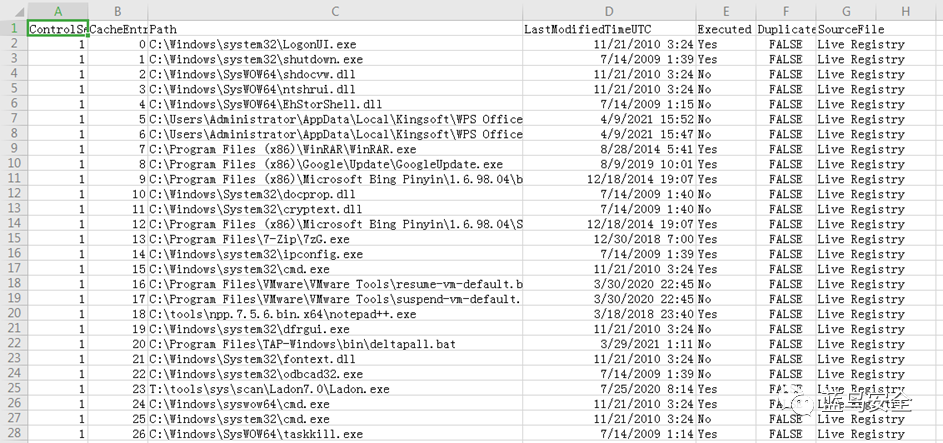 A B C D E F G H
1 ControlSe CacheEntr Path LastModifiedTimeUTC Executed Duplicate SourceFile
2 1 0 C:\Windows\system32\LogonUI.exe 11/21/2010 3:24 Yes FALSE Live Registry
3 1 1 C:\Windows\system32\shutdown.exe 7/14/2009 1:39 Yes FALSE Live Registry
4 1 2 C:\Windows\SysWOW64\shdocvw.dll 11/21/2010 3:24 No FALSE Live Registry
5 1 3 C:\Windows\SysWOW64\ntshrui.dll 11/21/2010 3:24 No FALSE Live Registry
6 1 4 C:\Windows\SysWOW64\EhStorShell.dll 7/14/2009 1:15 No FALSE Live Registry
7 1 5 C:\Users\Administrator\AppData\Local\Kingsoft\WPS Office 4/9/2021 15:52 No FALSE Live Registry
8 1 6 C:\Users\Administrator\AppData\Local\Kingsoft\WPS Office 4/8/2021 15:47 No FALSE Live Registry
9 1 7 C:\Program Files (x86)\WinRAR\WinRAR.exe 8/28/2014 5:41 Yes FALSE Live Registry
10 1 8 C:\Program Files (x86)\Google\Update\GoogleUpdate.exe 8/9/2019 10:01 Yes FALSE Live Registry
11 1 9 C:\Program Files (x86)\Microsoft Bing Pinyin\1.6.98.04\b 12/18/2014 19:07 Yes FALSE Live Registry
12 1 10 C:\Windows\system32\docprop.dll 7/14/2009 1:40 No FALSE Live Registry
13 1 11 C:\Windows\system32\cryptext.dll 7/14/2009 1:40 No FALSE Live Registry
14 1 12 C:\Program Files (x86)\Microsoft Bing Pinyin\1.6.98.04\S 12/18/2014 19:07 Yes FALSE Live Registry
15 1 13 C:\Program Files\7-Zip\7zG.exe 12/30/2018 7:00 Yes FALSE Live Registry
16 1 14 C:\Windows\system32\ipconfig.exe 7/14/2009 1:39 Yes FALSE Live Registry
17 1 15 C:\Windows\system32\cmd.exe 11/21/2010 3:24 Yes FALSE Live Registry
18 1 16 C:\Program Files\VMware\VMware Tools\resume-vm-default.b 3/30/2020 22:45 No FALSE Live Registry
19 1 17 C:\Program Files\VMware\VMware Tools\suspend-vm-default. 3/30/2020 22:45 No FALSE Live Registry
20 1 18 C:\tools\npp.7.5.6.bin.x64\notepad++.exe 3/18/2018 23:40 Yes FALSE Live Registry
21 1 19 C:\Windows\system32\dfrgui.exe 11/21/2010 3:24 No FALSE Live Registry
22 1 20 C:\Program Files\TAP-Windows\bin\deltapall.bat 3/29/2021 1:11 No FALSE Live Registry
23 1 21 C:\Windows\System32\fontext.dll 11/21/2010 3:24 No FALSE Live Registry
24 1 22 C:\Windows\system32\odbcad32.exe 7/14/2009 1:39 No FALSE Live Registry
25 1 23 T:\tools\sys\scan\Ladon7.0\Ladon.exe 7/25/2020 8:14 Yes FALSE Live Registry
26 1 24 C:\Windows\syswow64\cmd.exe 11/21/2010 3:24 Yes FALSE Live Registry
27 1 25 C:\Windows\system32\cmd.exe 11/21/2010 3:24 No FALSE Live Registry
28 1 26 C:\Windows\SysWOW64\taskkill.exe 7/14/2009 1:14 Yes FALSE Live Registry
蓝鸟安全